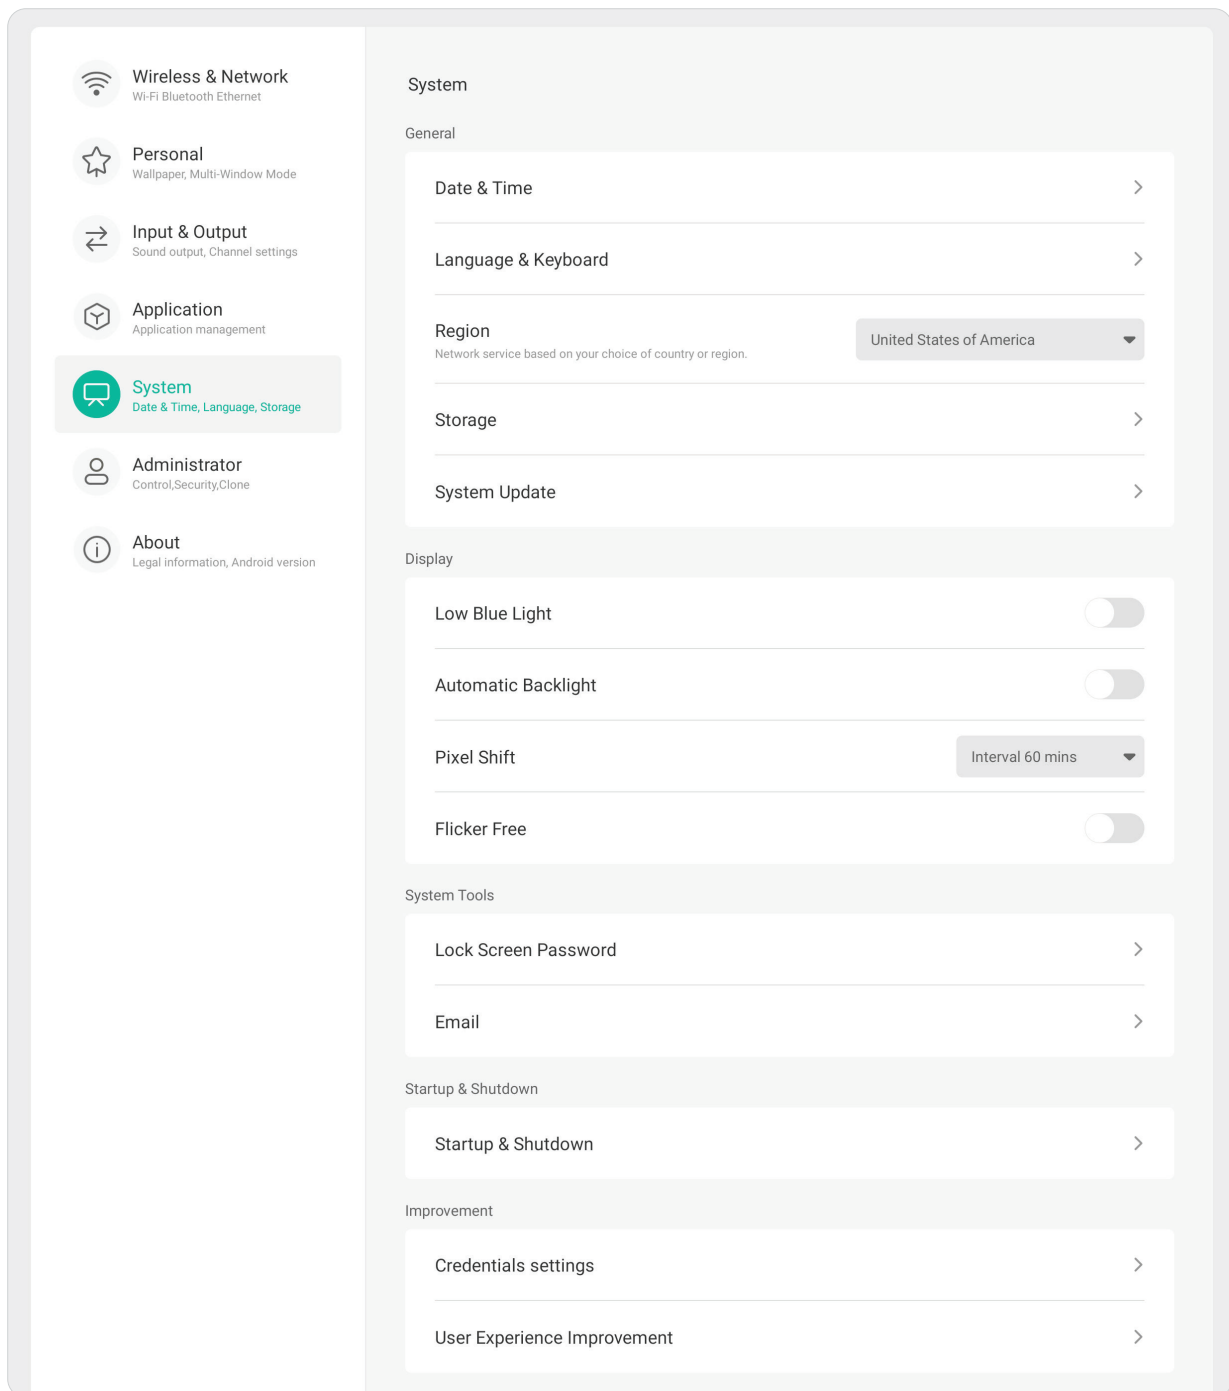 Wireless & Network
Wi-Fi Bluetooth Ethernet
Personal
Wallpaper, Multi-Window Mode
Input & Output
Sound output, Channel settings
Application
Application management
System
Date & Time, Language, Storage
Administrator
Control,Security,Clone
About
Legal information, Android version
System
General
Date & Time
Language & Keyboard
Region
Network service based on your choice of country or region.
United States of America
Storage
System Update
Display
Low Blue Light
Automatic Backlight
Pixel Shift
Interval 60 mins
Flicker Free
System Tools
Lock Screen Password
Email
Startup & Shutdown
Startup & Shutdown
Improvement
Credentials settings
User Experience Improvement